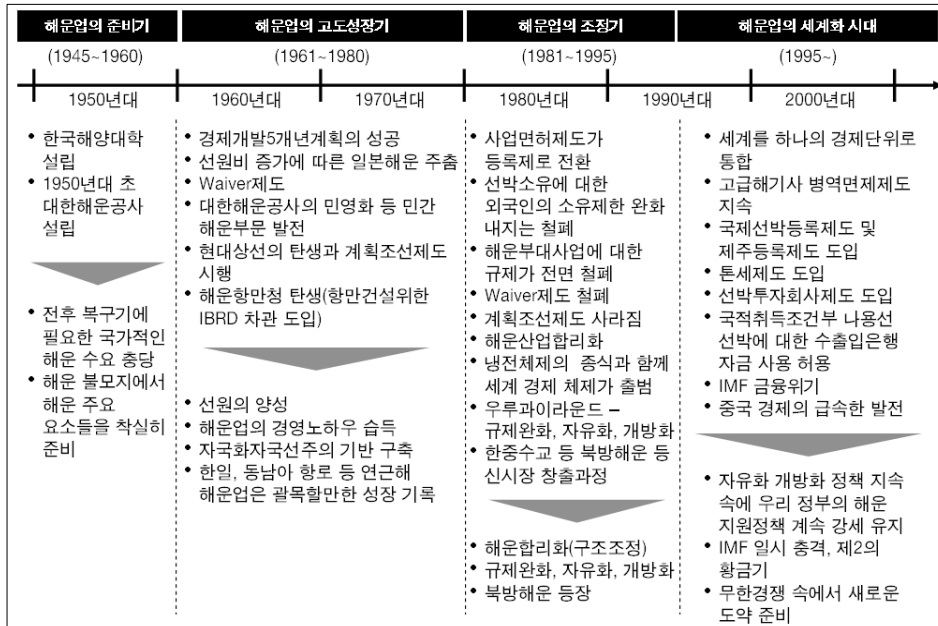 해운업의 준비기
해운업의 고도성장기
해운업의 조정기
해운업의 세계화 시대
(1945~1960)
(1961~1980)
(1981~1995)
(1995~)
1950년대
1960년대
1970년대
1980년대
1990년대
2000년대
• 한국해양대학
설립
• 1950년대 초
대한해운공사
설립
• 전후 복구기에
필요한 국가적인
해운 수요 충당
• 해운 불모지에서
해운 주요
요소들을 착실히
준비
• 경제개발5개년계획의 성공
• 선원비 증가에 따른 일본해운 주춤
• Waiver제도
• 대한해운공사의 민영화 등 민간
해운부문 발전
• 현대상선의 탄생과 계획조선제도
시행
• 해운항만청 탄생(항만건설위한
IBRD 차관 도입)
• 선원의 양성
• 해운업의 경영노하우 습득
• 자국화자국선주의 기반 구축
• 한일, 동남아 항로 등 연근해
해운업은 괄목할만한 성장 기록
• 사업면허제도가
등록제로 전환
• 선박소유에 대한
외국인의 소유제한 완화
내지는 철폐
• 해운부대사업에 대한
규제가 전면 철폐
• Waiver제도 철폐
• 계획조선제도 사라짐
• 해운산업합리화
• 냉전체제의 종식과 함께
세계 경제 체제가 출범
• 우루과이라운드 –
규제완화, 자유화, 개방화
• 한중수교 등 북방해운 등
신시장 창출과정
• 해운합리화(구조조정)
• 규제완화, 자유화, 개방화
• 북방해운 등장
• 세계를 하나의 경제단위로
통합
• 고급해기사 병역면제제도
지속
• 국제선박등록제도 및
제주등록제도 도입
• 톤세제도 도입
• 선박투자회사제도 도입
• 국적취득조건부 나용선
선박에 대한 수출입은행
자금 사용 허용
• IMF 금융위기
• 중국 경제의 급속한 발전
• 자유화 개방화 정책 지속
속에 우리 정부의 해운
지원정책 계속 강세 유지
• IMF 일시 충격, 제2의
황금기
• 무한경쟁 속에서 새로운
도약 준비